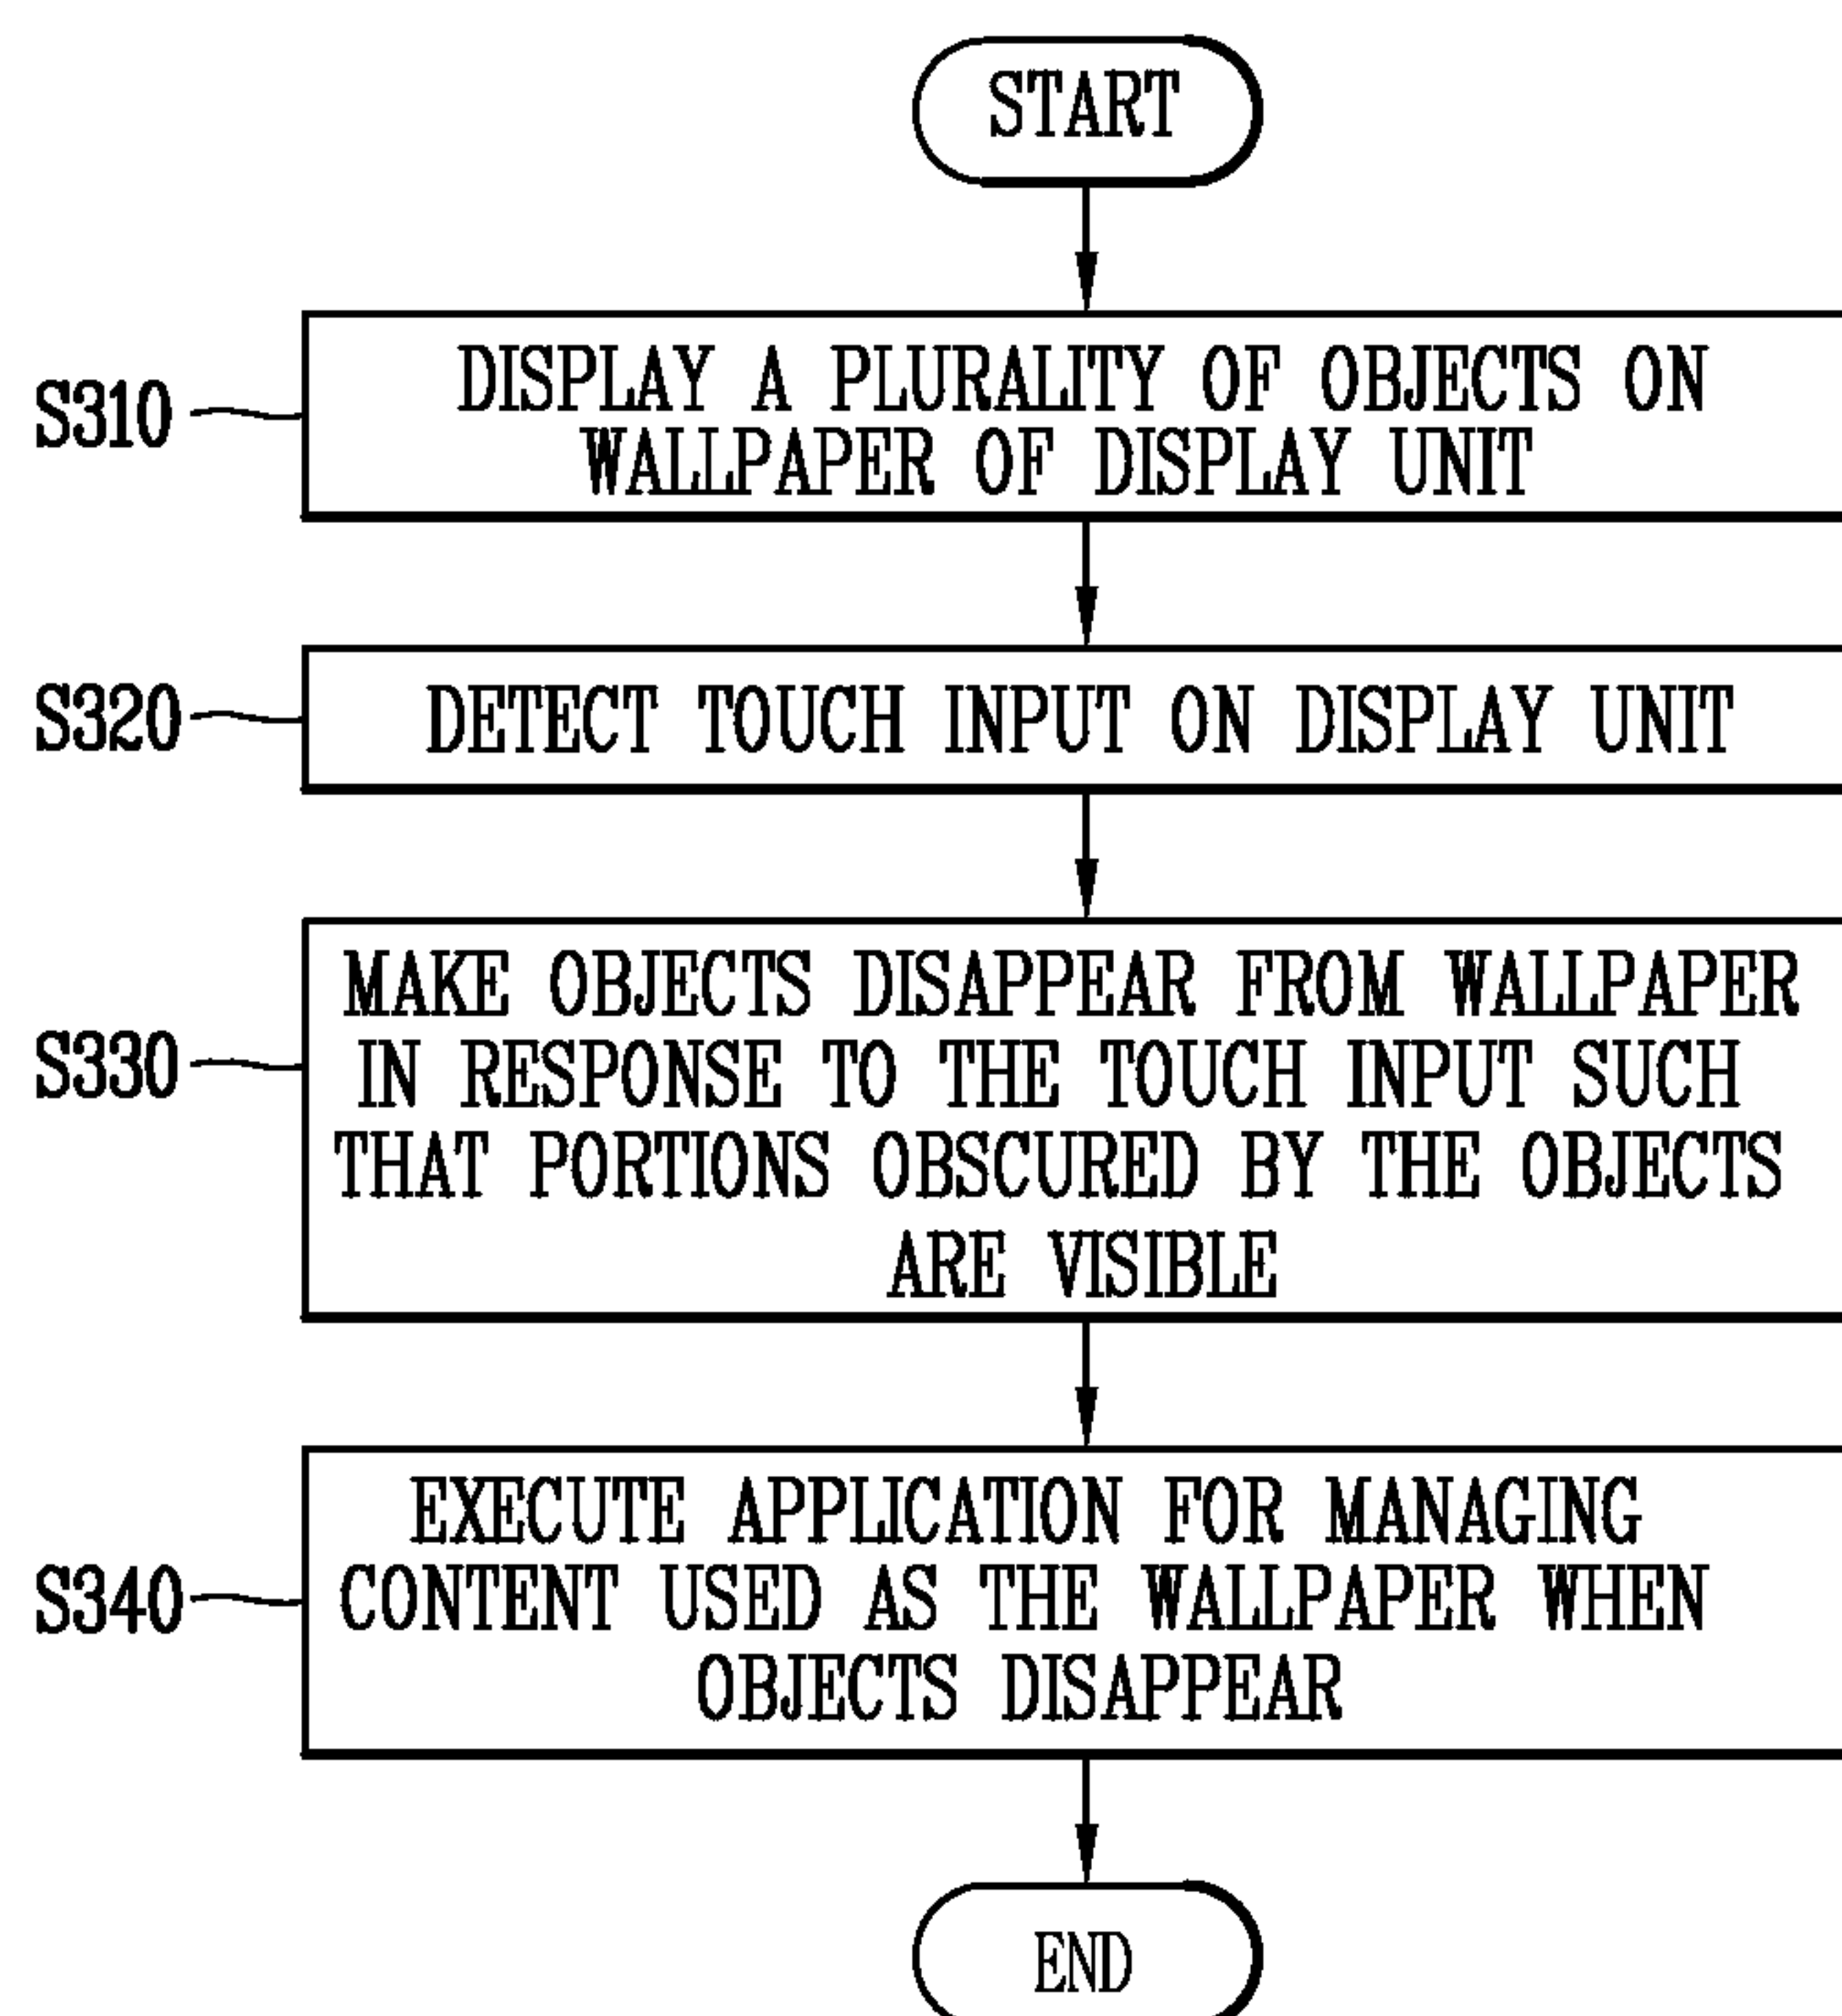 START
S310
DISPLAY A PLURALITY OF OBJECTS ON
WALLPAPER OF DISPLAY UNIT
S320
DETECT TOUCH INPUT ON DISPLAY UNIT
S330
MAKE OBJECTS DISAPPEAR FROM WALLPAPER
IN RESPONSE TO THE TOUCH INPUT SUCH
THAT PORTIONS OBSCURED BY THE OBJECTS
ARE VISIBLE
S340
EXECUTE APPLICATION FOR MANAGING
CONTENT USED AS THE WALLPAPER WHEN
OBJECTS DISAPPEAR
END